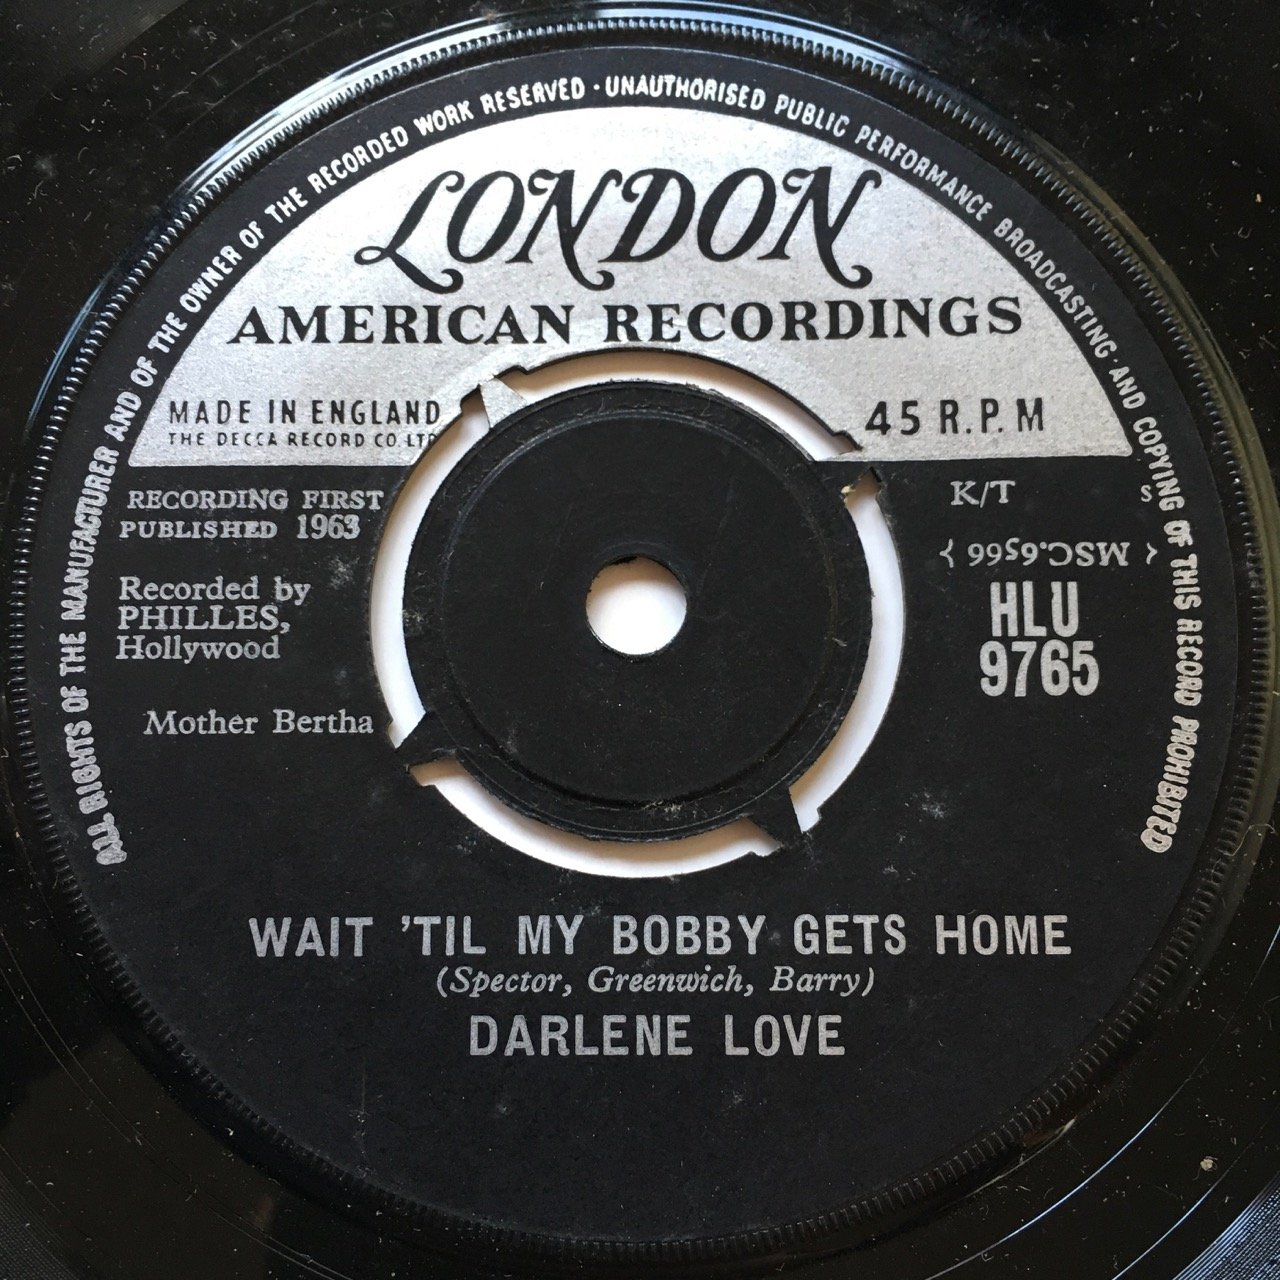 ALL RIGHTS OF THE MANUFACTURER AND OF THE OWNER OF THE RECORDED WORK RESERVED · UNAUTHORISED PUBLIC PERFORMANCE BROADCASTING · AND COPYING OF THIS RECORD PROHIBITED
LONDON
AMERICAN RECORDINGS
MADE IN ENGLAND
THE DECCA RECORD CO. LTD
45 R.P.M
RECORDING FIRST
PUBLISHED 1963
Recorded by
PHILLES,
Hollywood
Mother Bertha
K/T
S
MSC.6566
HLU
9765
WAIT 'TIL MY BOBBY GETS HOME
(Spector, Greenwich, Barry)
DARLENE LOVE